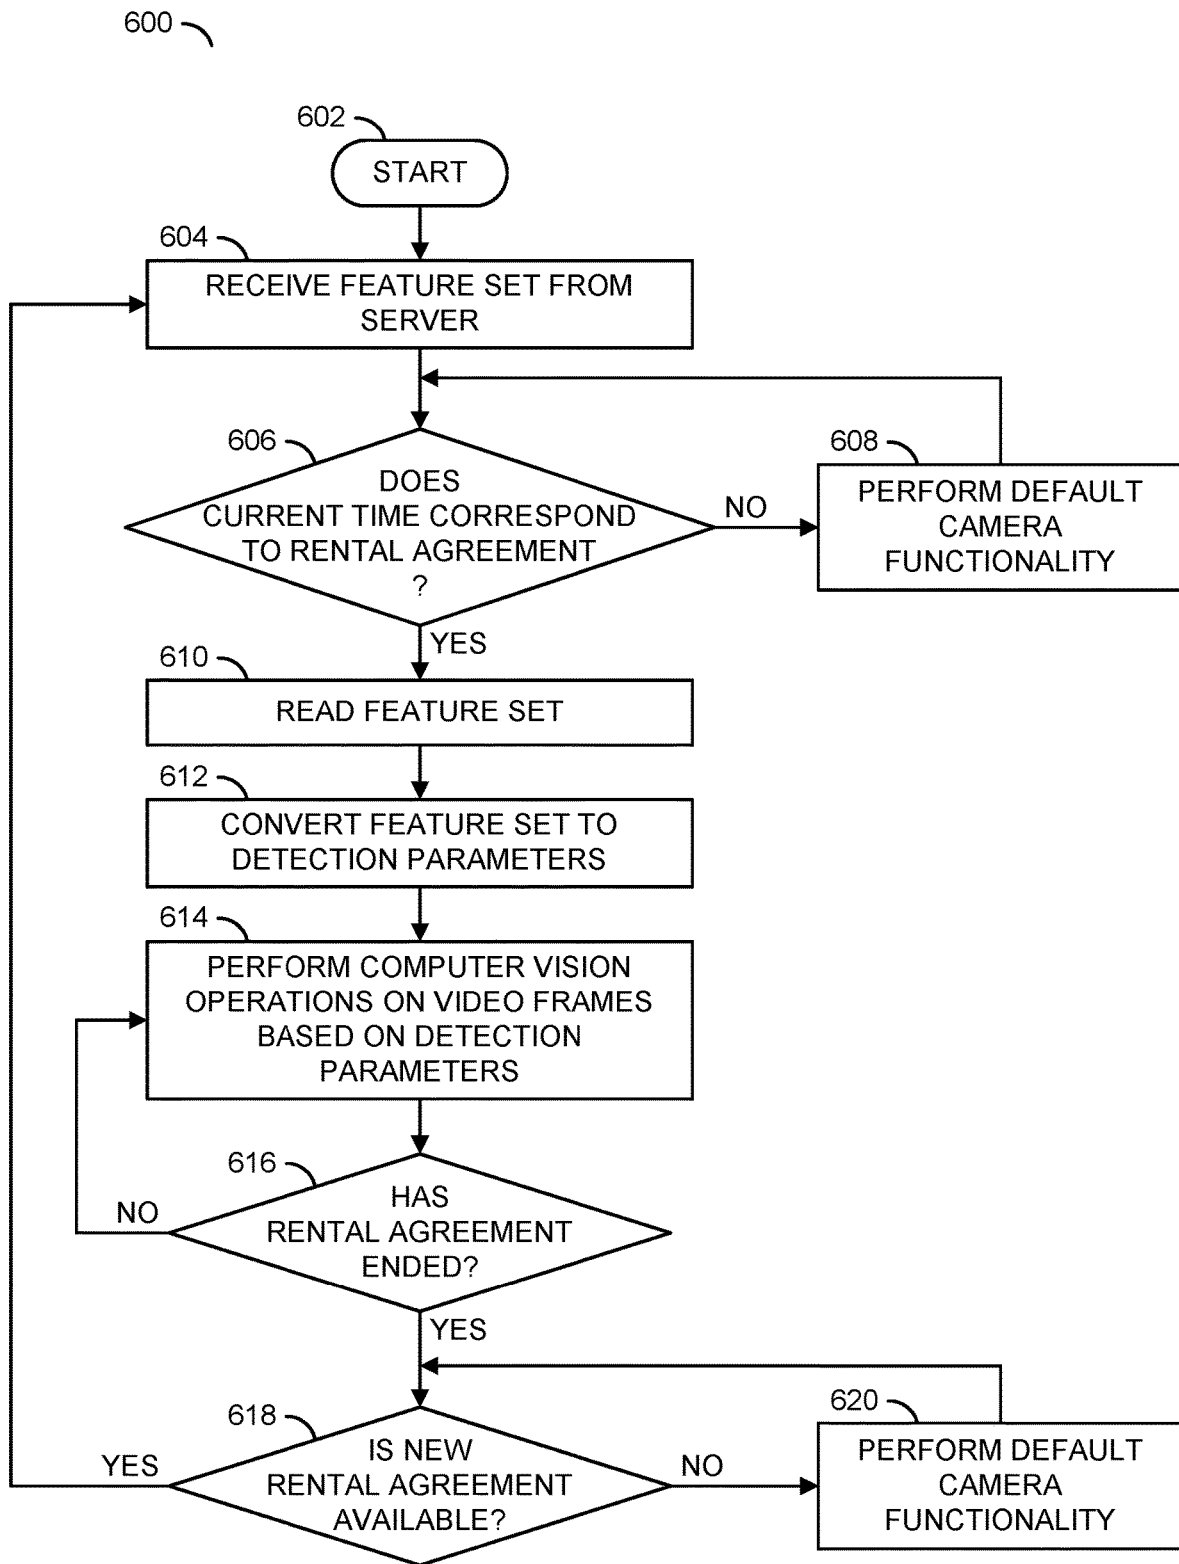 600
602
START
604
RECEIVE FEATURE SET FROM
SERVER
606
DOES
CURRENT TIME CORRESPOND
TO RENTAL AGREEMENT
?
NO
608
PERFORM DEFAULT
CAMERA
FUNCTIONALITY
YES
610
READ FEATURE SET
612
CONVERT FEATURE SET TO
DETECTION PARAMETERS
614
PERFORM COMPUTER VISION
OPERATIONS ON VIDEO FRAMES
BASED ON DETECTION
PARAMETERS
616
HAS
RENTAL AGREEMENT
ENDED?
NO
YES
618
IS NEW
RENTAL AGREEMENT
AVAILABLE?
YES
NO
620
PERFORM DEFAULT
CAMERA
FUNCTIONALITY